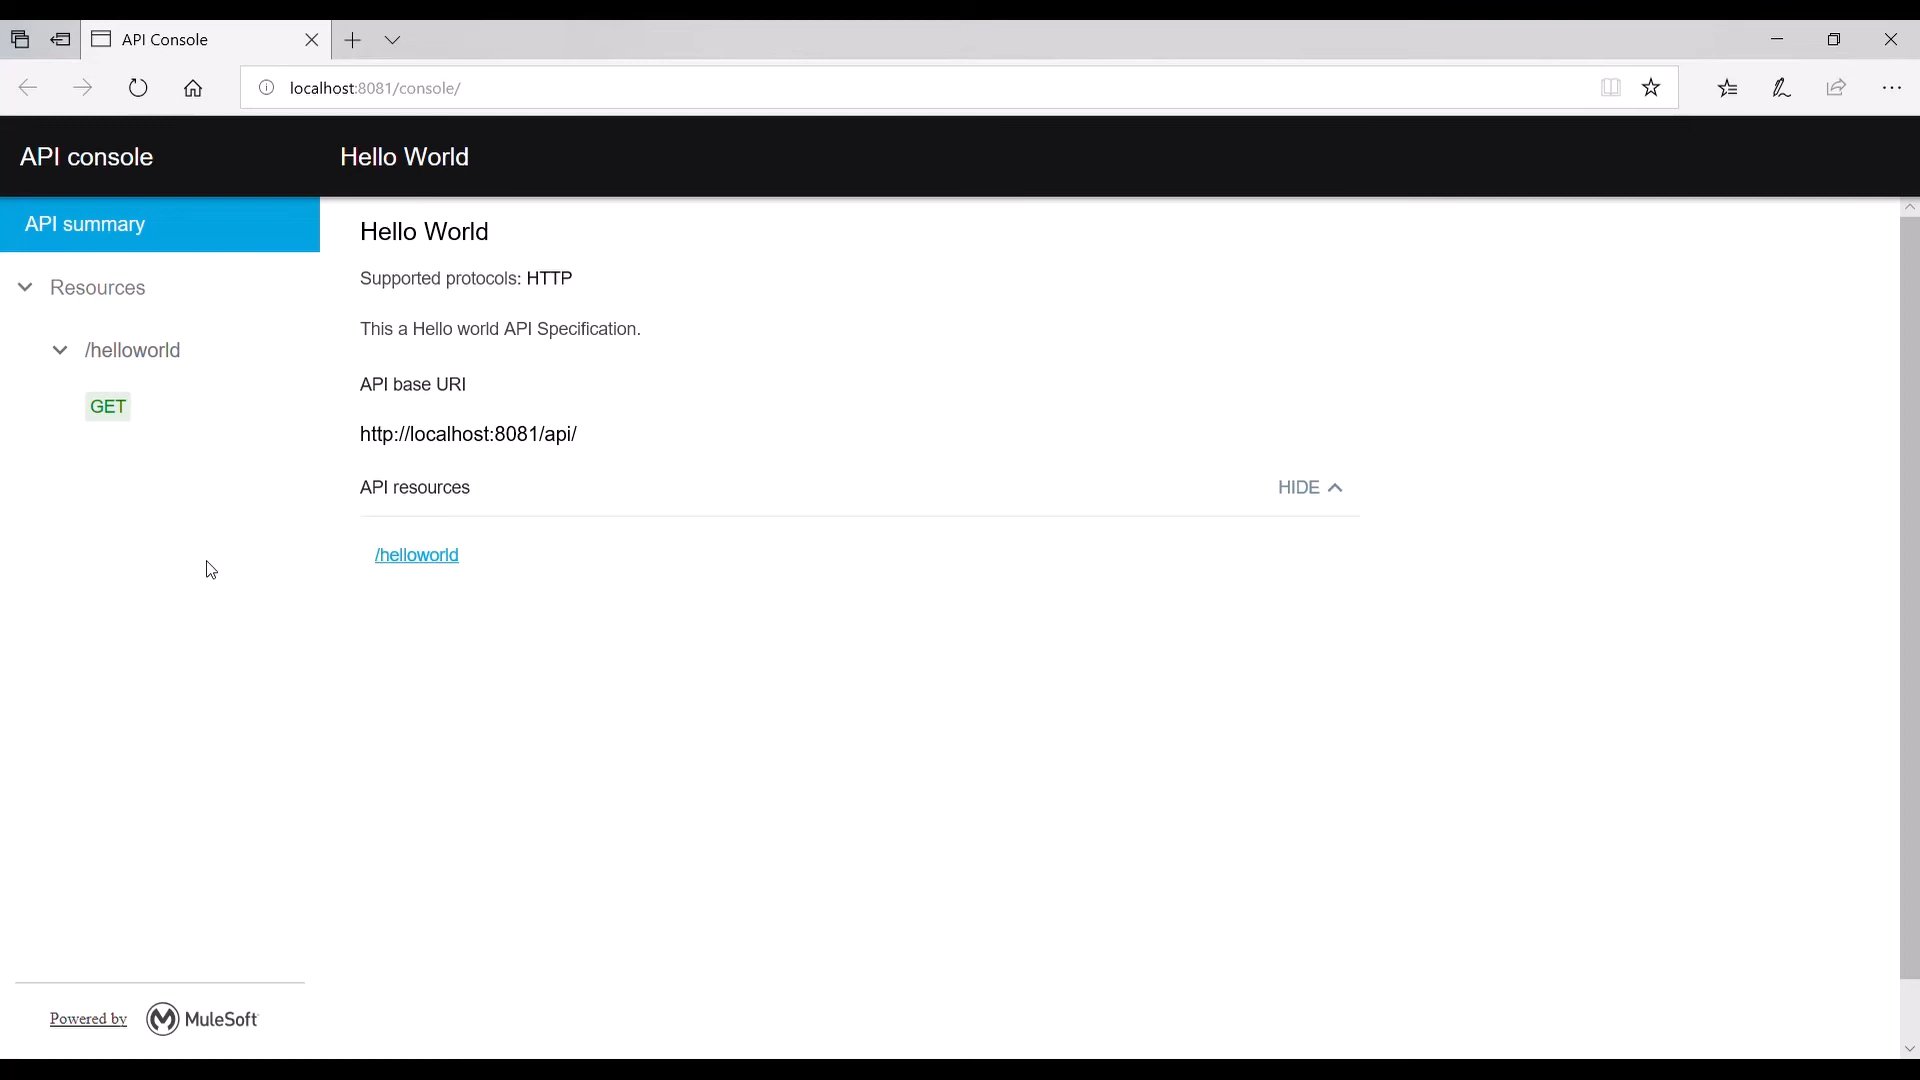 API Console
localhost:8081/console/
API console
Hello World
API summary
Resources
/helloworld
GET
Hello World
Supported protocols: HTTP
This a Hello world API Specification.
API base URI
http://localhost:8081/api/
API resources
HIDE
/helloworld
Powered by MuleSoft